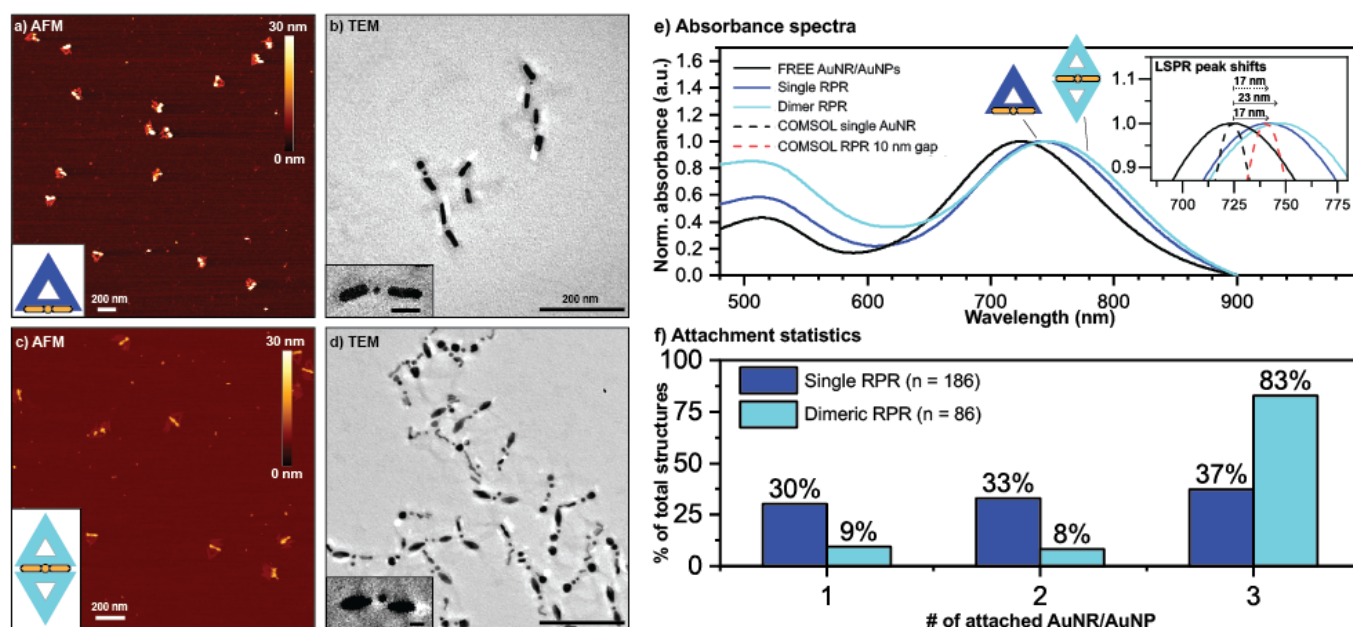 a) AFM
30 nm
0 nm
200 nm
b) TEM
200 nm
c) AFM
30 nm
0 nm
200 nm
d) TEM
e) Absorbance spectra
Norm. absorbance (a.u.)
1.4
1.2
1.0
0.8
0.6
0.4
0.2
0.0
FREE AuNR/AuNPs
Single RPR
Dimer RPR
COMSOL single AuNR
COMSOL RPR 10 nm gap
LSPR peak shifts
17 nm
23 nm
17 nm
1.1
1.0
0.9
700 725 750 775
500 600 700 800 900
Wavelength (nm)
f) Attachment statistics
% of total structures
100
75
50
25
0
Single RPR (n = 186)
Dimeric RPR (n = 86)
30%
9%
33%
8%
37%
83%
1 2 3
# of attached AuNR/AuNP